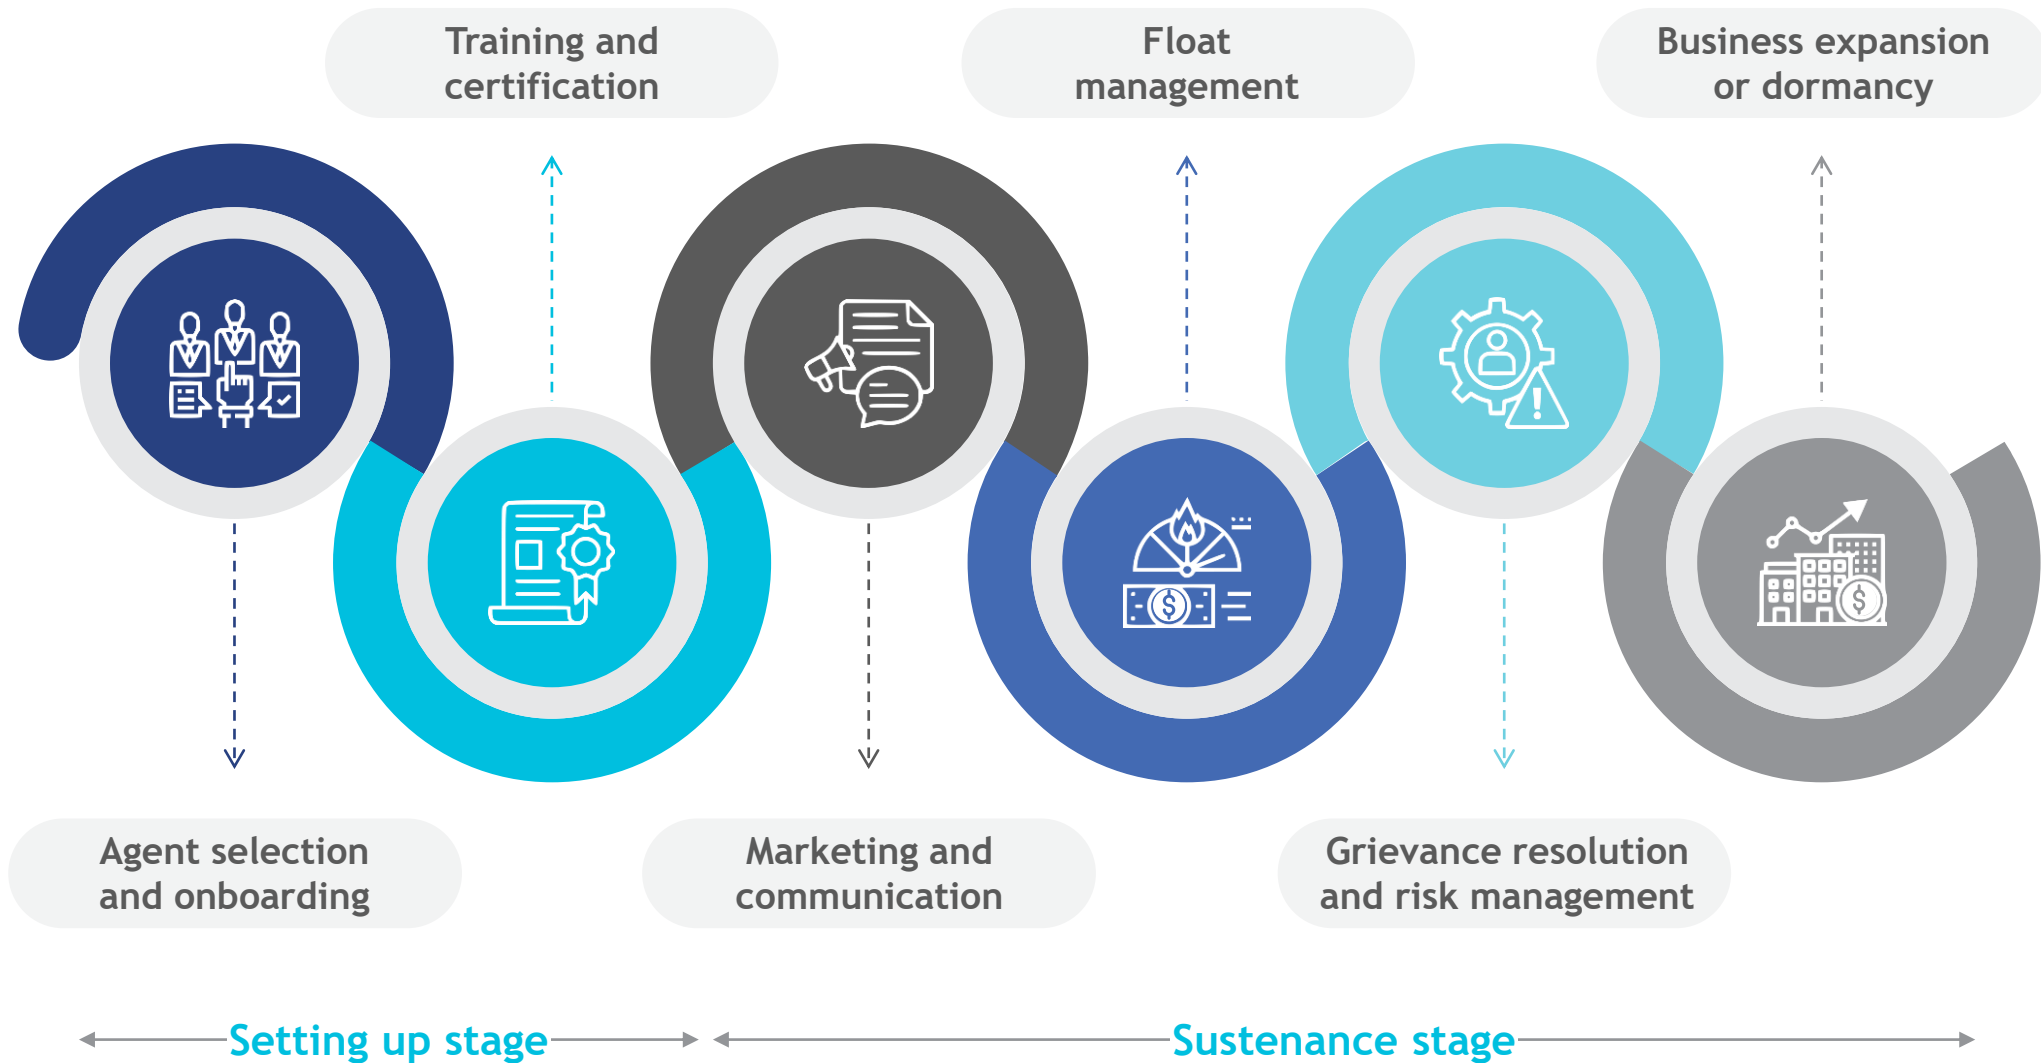 Training and
certification
Float
management
Business expansion
or dormancy
Agent selection
and onboarding
Marketing and
communication
Grievance resolution
and risk management
Setting up stage
Sustenance stage